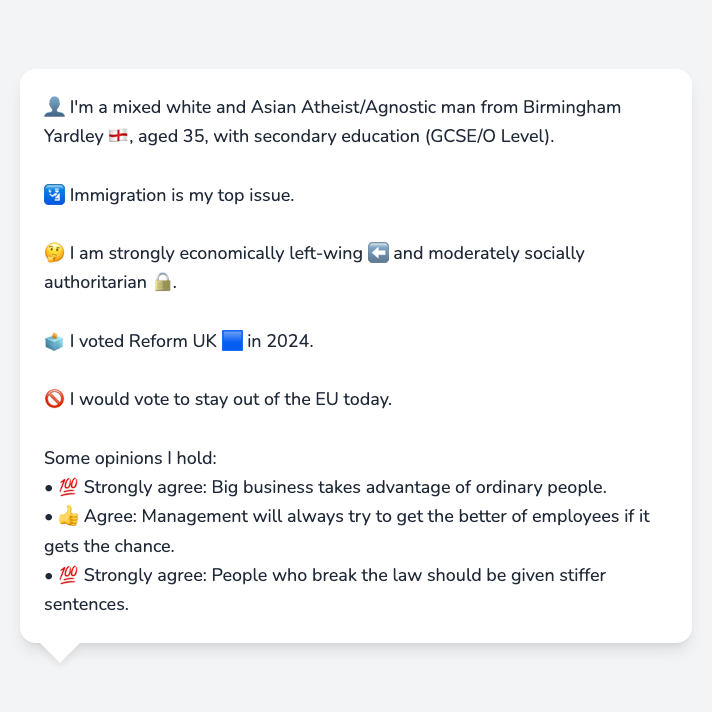 👤 I'm a mixed white and Asian Atheist/Agnostic man from Birmingham
Yardley 🏴󠁧󠁢󠁥󠁮󠁧󠁿, aged 35, with secondary education (GCSE/O Level).
🛂 Immigration is my top issue.
🤔 I am strongly economically left-wing ⬅️ and moderately socially
authoritarian 🔒.
🗳️ I voted Reform UK 🟦 in 2024.
🚫 I would vote to stay out of the EU today.
Some opinions I hold:
• 💯 Strongly agree: Big business takes advantage of ordinary people.
• 👍 Agree: Management will always try to get the better of employees if it
gets the chance.
• 💯 Strongly agree: People who break the law should be given stiffer
sentences.